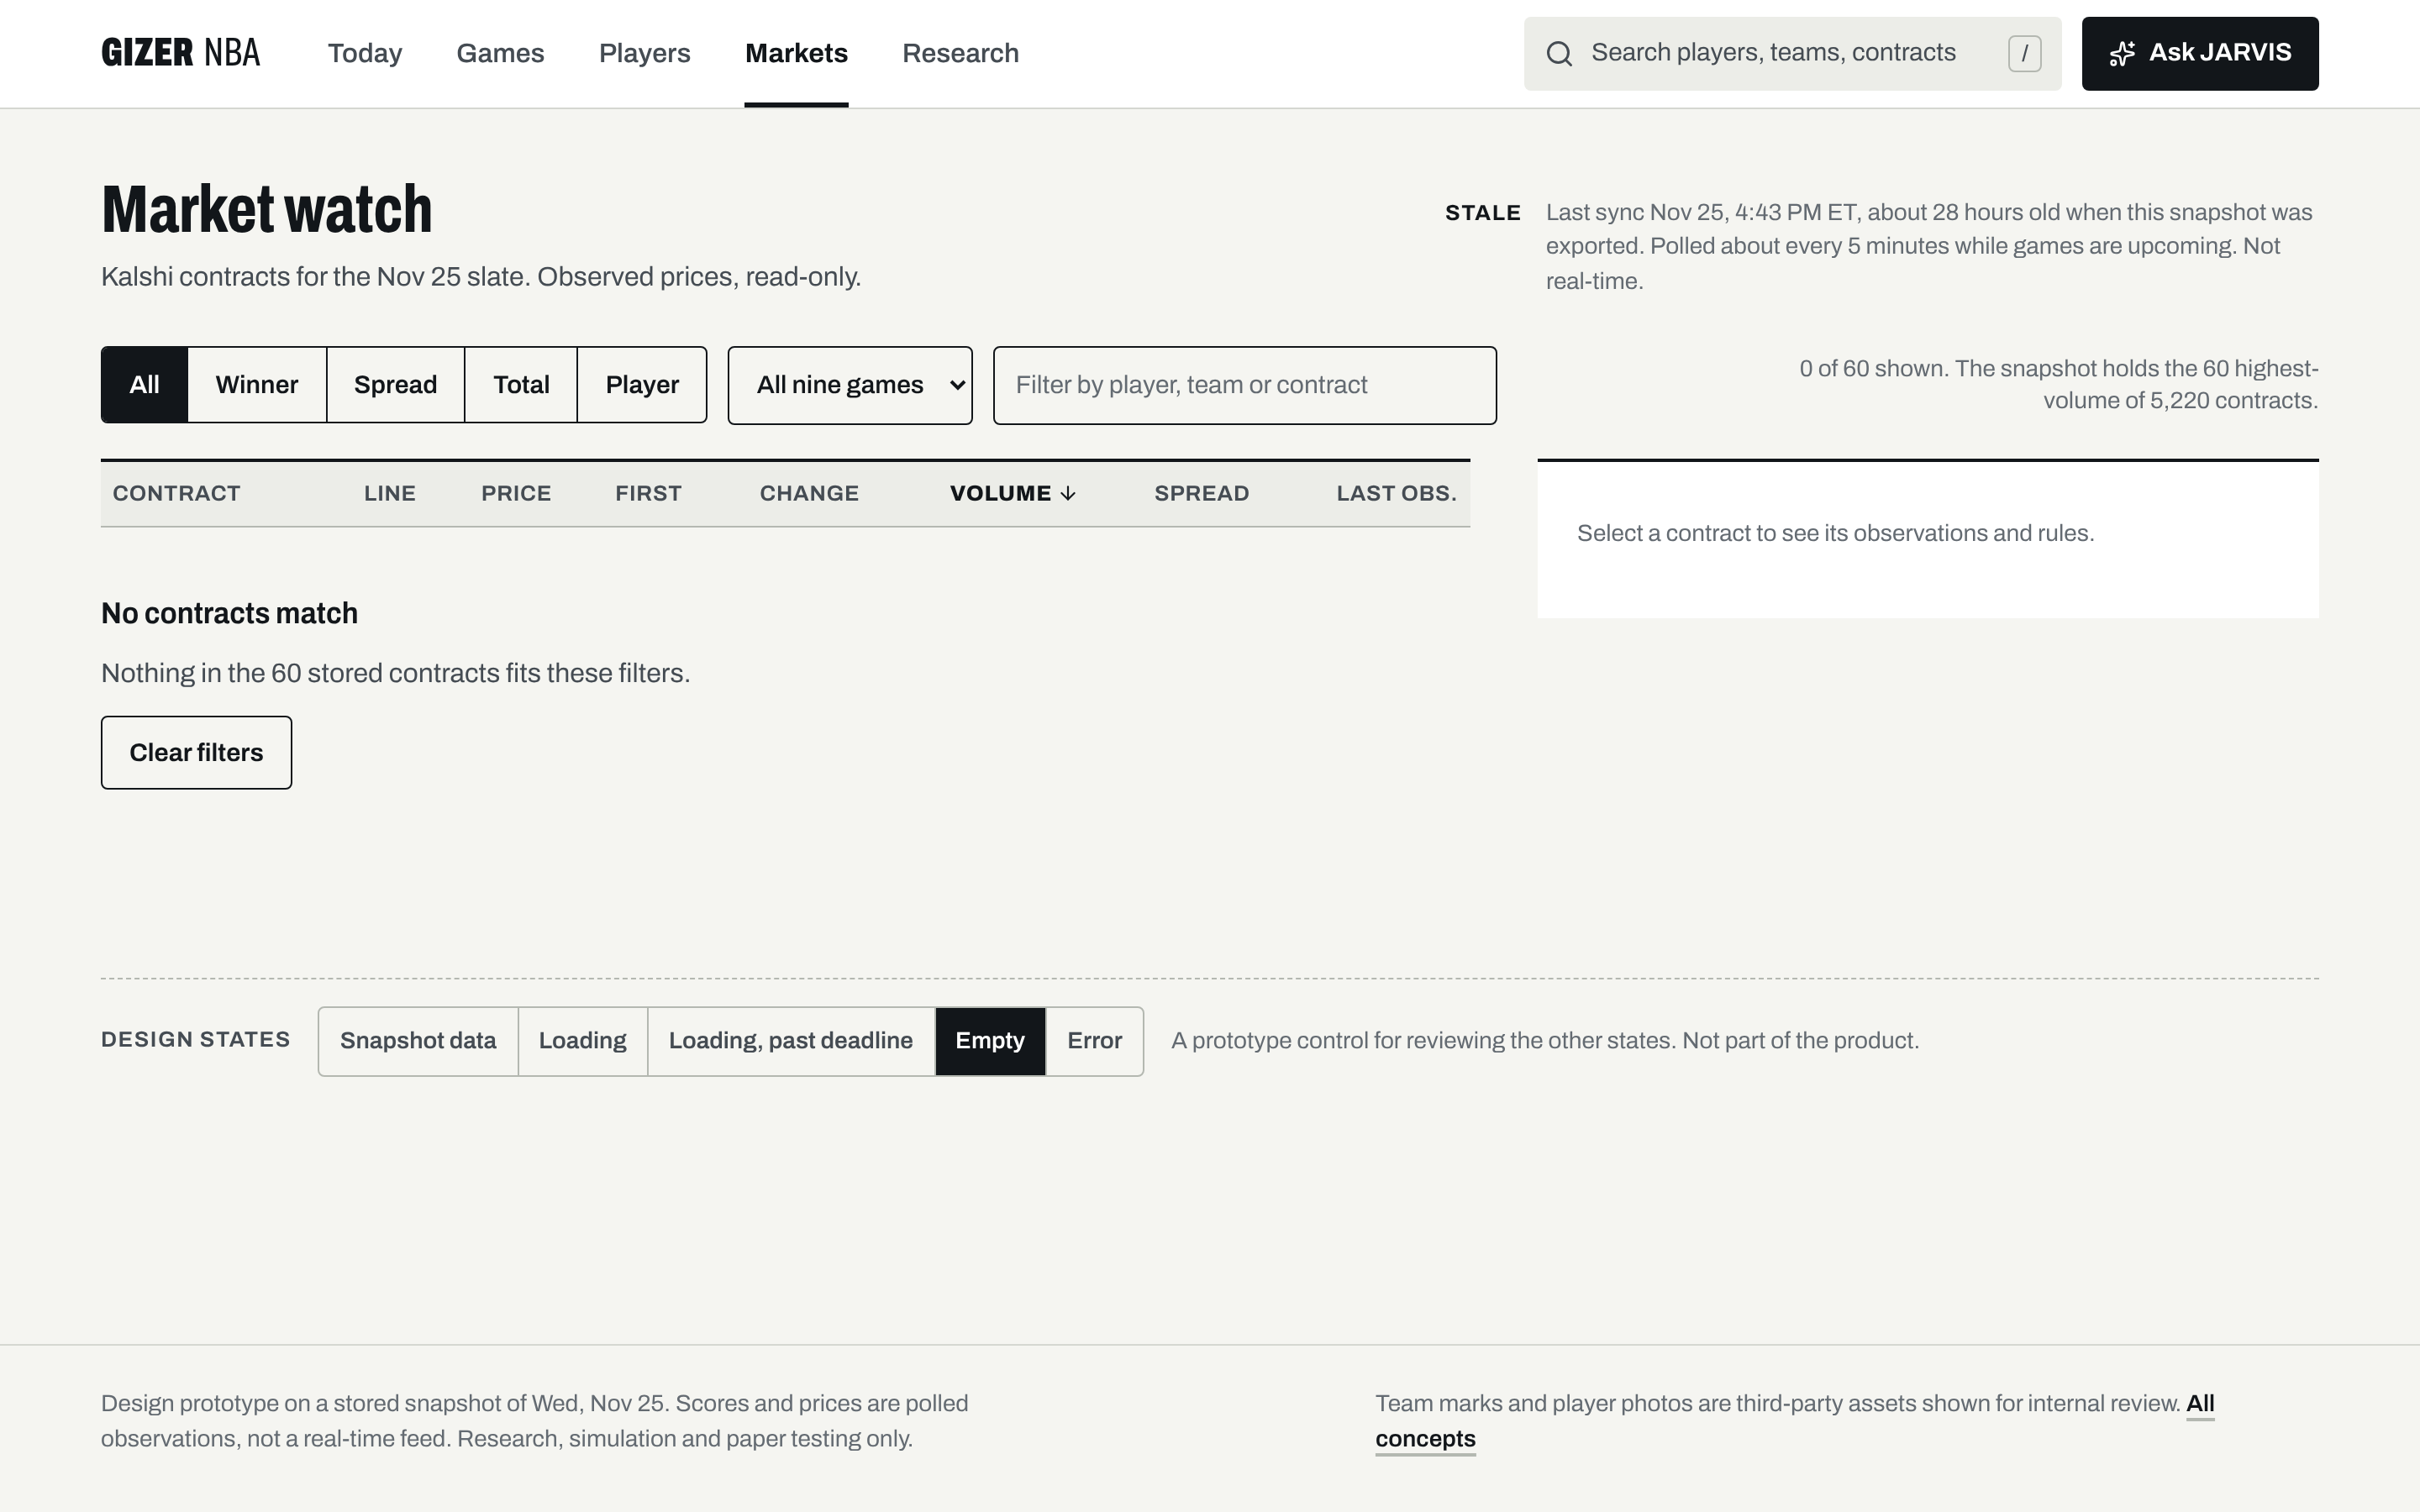 GIZER NBA
Today
Games
Players
Markets
Research
Search players, teams, contracts
/
Ask JARVIS
Market watch
Kalshi contracts for the Nov 25 slate. Observed prices, read-only.
STALE
Last sync Nov 25, 4:43 PM ET, about 28 hours old when this snapshot was
exported. Polled about every 5 minutes while games are upcoming. Not
real-time.
All
Winner
Spread
Total
Player
All nine games
Filter by player, team or contract
0 of 60 shown. The snapshot holds the 60 highest-
volume of 5,220 contracts.
CONTRACT
LINE
PRICE
FIRST
CHANGE
VOLUME ↓
SPREAD
LAST OBS.
Select a contract to see its observations and rules.
No contracts match
Nothing in the 60 stored contracts fits these filters.
Clear filters
DESIGN STATES
Snapshot data
Loading
Loading, past deadline
Empty
Error
A prototype control for reviewing the other states. Not part of the product.
Design prototype on a stored snapshot of Wed, Nov 25. Scores and prices are polled
observations, not a real-time feed. Research, simulation and paper testing only.
Team marks and player photos are third-party assets shown for internal review. All
concepts